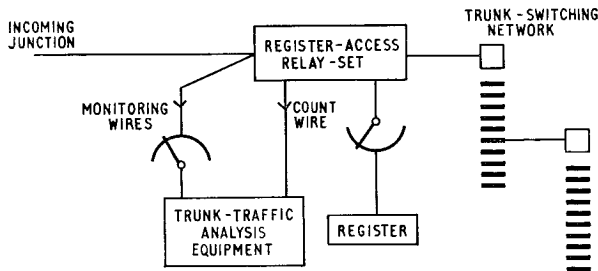 INCOMING
JUNCTION
REGISTER-ACCESS
RELAY-SET
TRUNK-SWITCHING
NETWORK
MONITORING
WIRES
COUNT
WIRE
TRUNK-TRAFFIC
ANALYSIS
EQUIPMENT
REGISTER